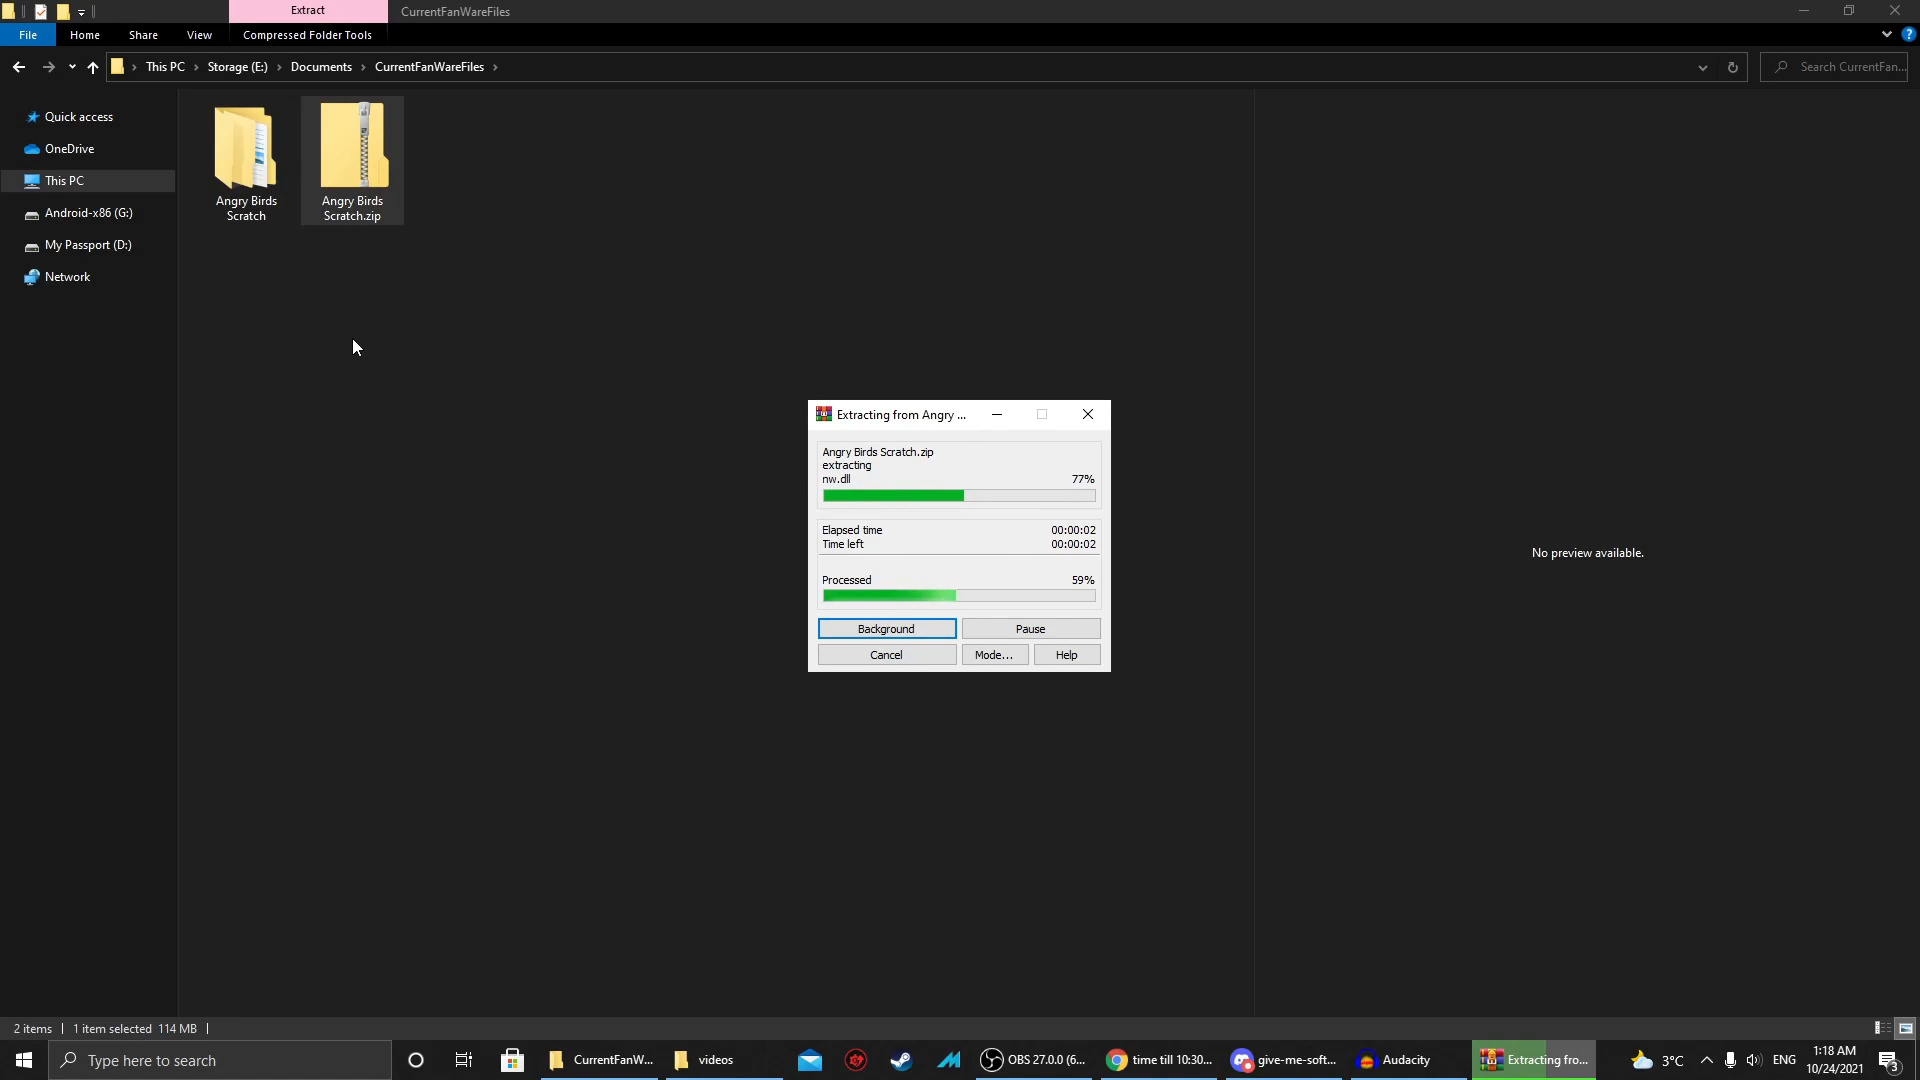 Extract
CurrentFanWareFiles
File
Home
Share
View
Compressed Folder Tools
This PC
Storage (E:)
Documents
CurrentFanWareFiles
Search CurrentFan...
Quick access
OneDrive
This PC
Android-x86 (G:)
My Passport (D:)
Network
Angry Birds
Scratch
Angry Birds
Scratch.zip
Extracting from Angry ...
Angry Birds Scratch.zip
extracting
nw.dll 77%
Elapsed time 00:00:02
Time left 00:00:02
Processed 59%
Background
Pause
Cancel
Mode...
Help
No preview available.
2 items
1 item selected 114 MB
Type here to search
CurrentFanW...
videos
OBS 27.0.0 (6...
time till 10:30...
give-me-soft...
Audacity
Extracting fro...
3°C
ENG
1:18 AM
10/24/2021
3